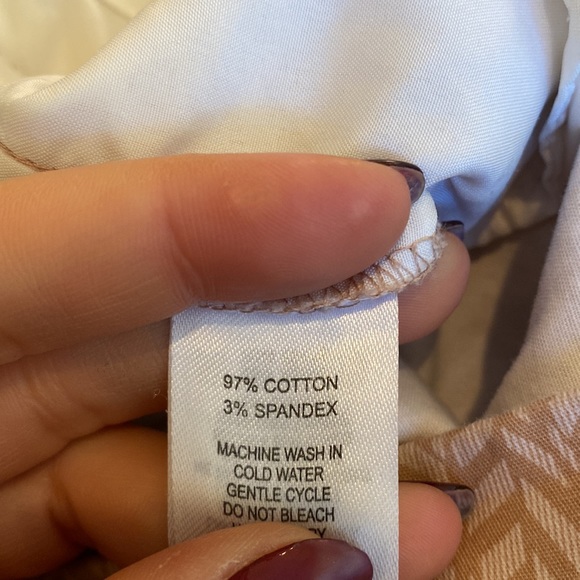 97% COTTON
3% SPANDEX
MACHINE WASH IN
COLD WATER
GENTLE CYCLE
DO NOT BLEACH